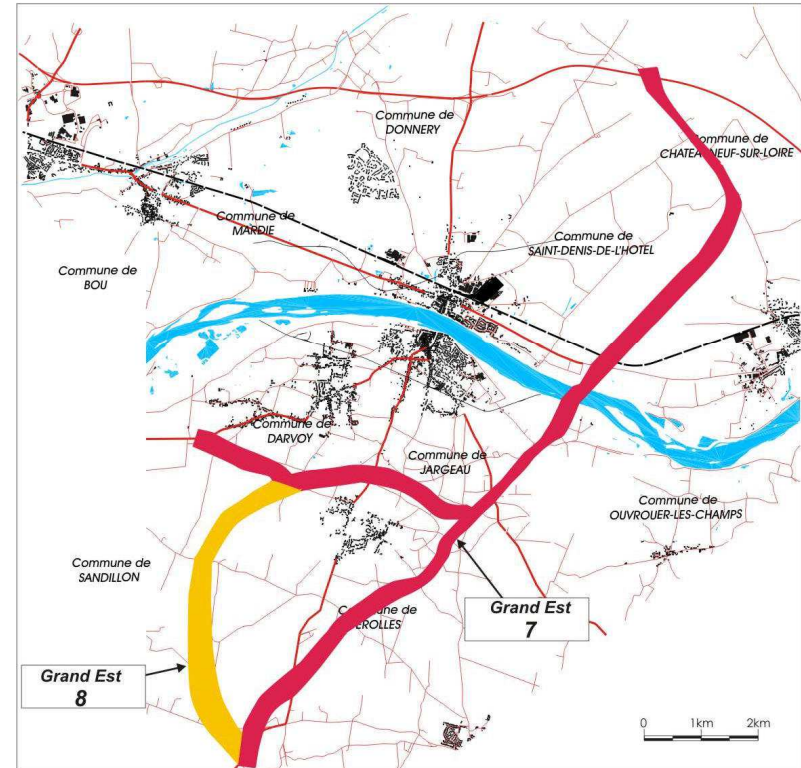 Commune de
DONNERY
Commune de
CHATEAUNEUF-SUR-LOIRE
Commune de
MARDIE
Commune de
SAINT-DENIS-DE-L'HOTEL
Commune de
BOU
Commune de
DARVOY
Commune de
JARGEAU
Commune de
OUVROUER-LES-CHAMPS
Commune de
SANDILLON
Commune de
EROLLES
Grand Est
7
Grand Est
8
0 1km 2km